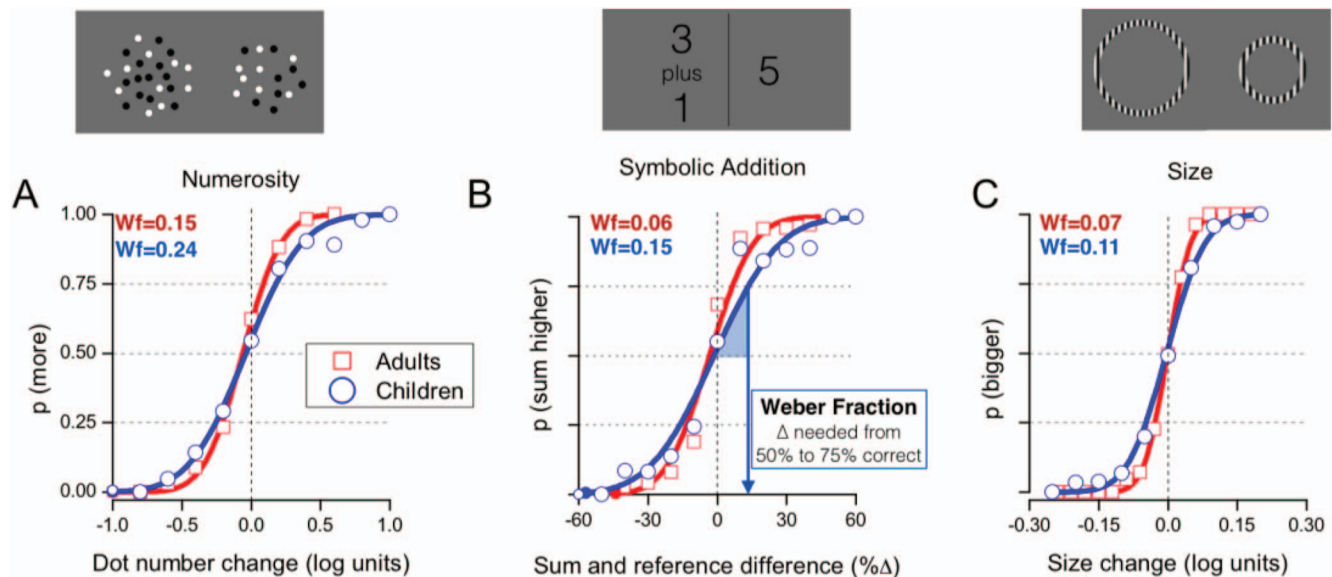 3
plus
1
5
A
Numerosity
Wf=0.15
Wf=0.24
1.00
0.75
0.50
0.25
0.00
p (more)
Adults
Children
-1.0 -0.5 0.0 0.5 1.0
Dot number change (log units)
B
Symbolic Addition
Wf=0.06
Wf=0.15
p (sum higher)
Weber Fraction
Δ needed from
50% to 75% correct
-60 -30 0 30 60
Sum and reference difference (%Δ)
C
Size
Wf=0.07
Wf=0.11
p (bigger)
-0.30 -0.15 0.0 0.15 0.30
Size change (log units)